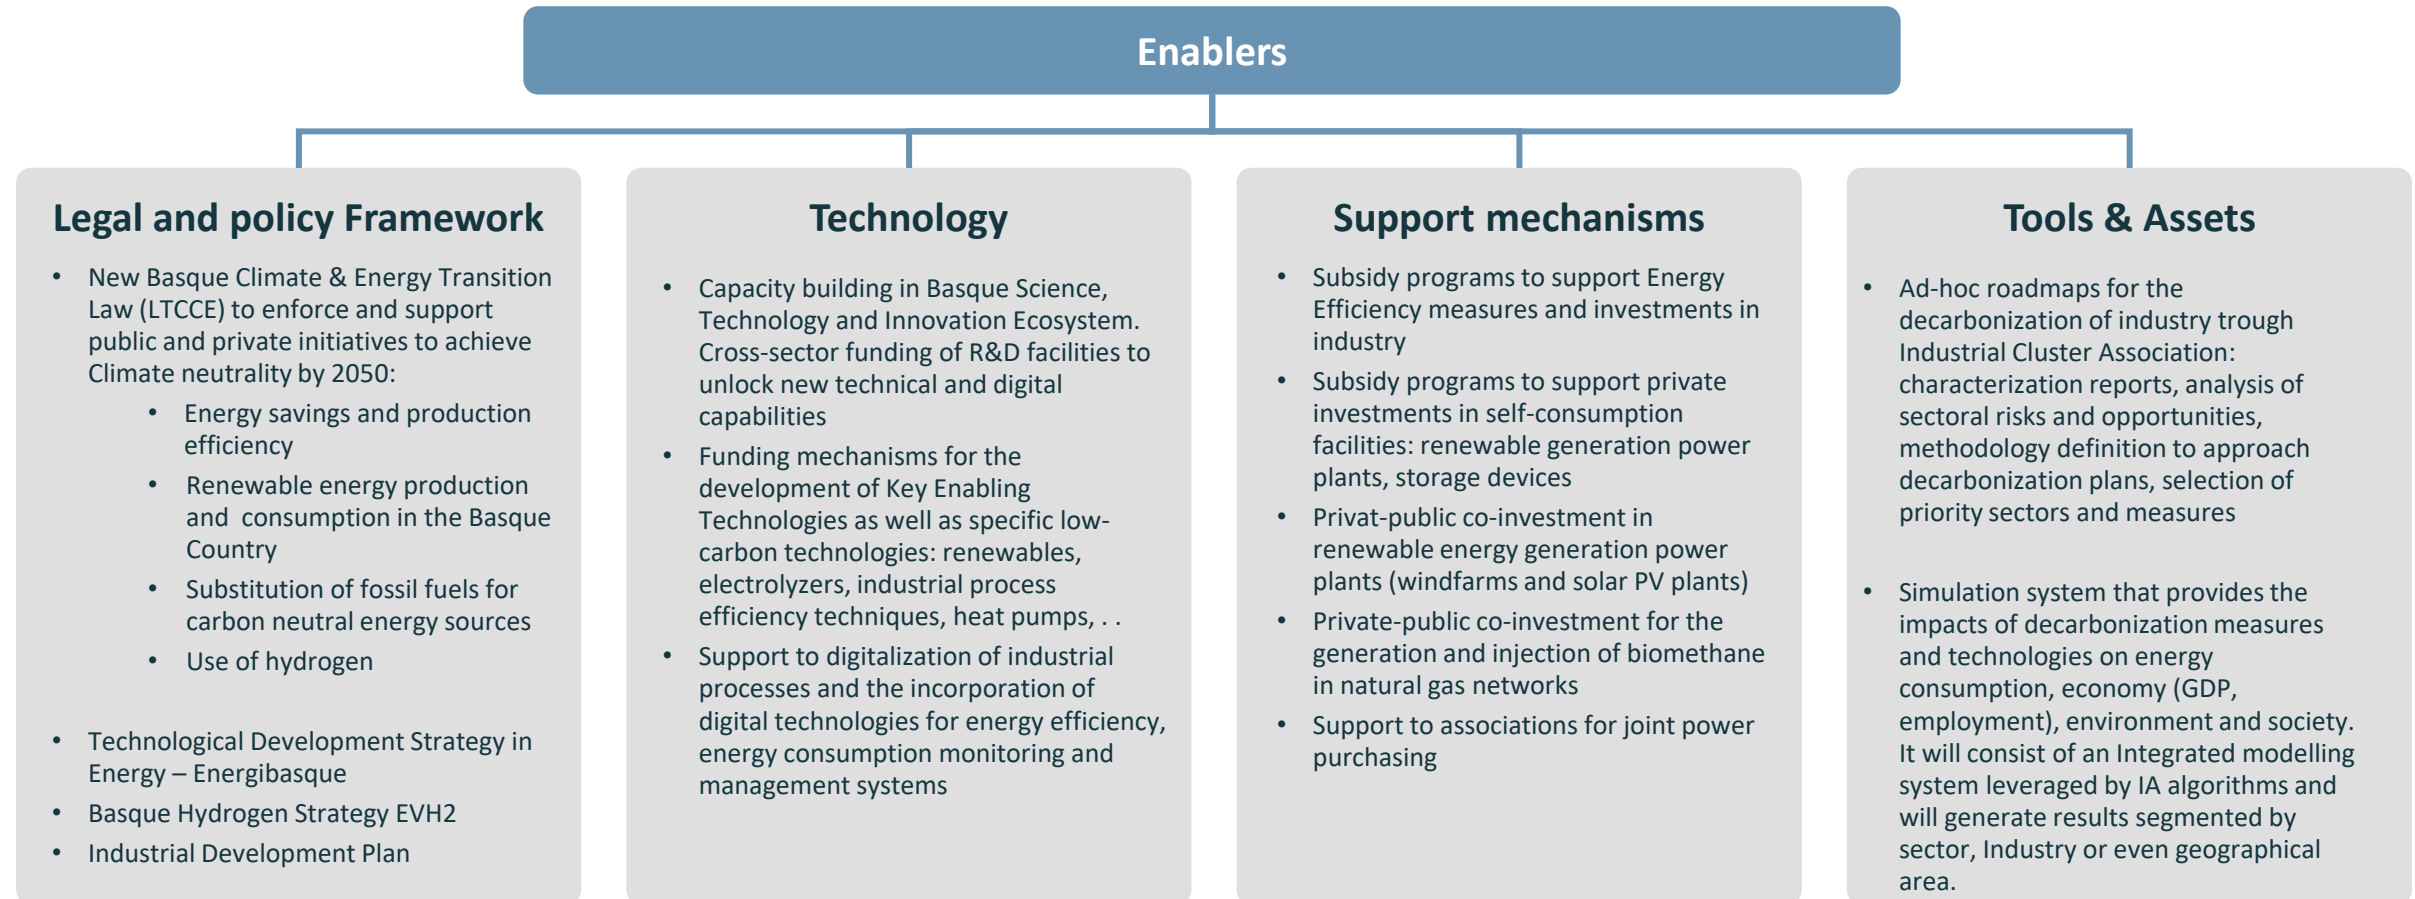 Enablers
Legal and policy Framework
• New Basque Climate & Energy Transition
Law (LTCCE) to enforce and support
public and private initiatives to achieve
Climate neutrality by 2050:
• Energy savings and production
efficiency
• Renewable energy production
and  consumption in the Basque
Country
• Substitution of fossil fuels for
carbon neutral energy sources
• Use of hydrogen
• Technological Development Strategy in
Energy – Energibasque
• Basque Hydrogen Strategy EVH2
• Industrial Development Plan
Technology
• Capacity building in Basque Science,
Technology and Innovation Ecosystem.
Cross-sector funding of R&D facilities to
unlock new technical and digital
capabilities
• Funding mechanisms for the
development of Key Enabling
Technologies as well as specific low-
carbon technologies: renewables,
electrolyzers, industrial process
efficiency techniques, heat pumps, . .
• Support to digitalization of industrial
processes and the incorporation of
digital technologies for energy efficiency,
energy consumption monitoring and
management systems
Support mechanisms
• Subsidy programs to support Energy
Efficiency measures and investments in
industry
• Subsidy programs to support private
investments in self-consumption
facilities: renewable generation power
plants, storage devices
• Privat-public co-investment in
renewable energy generation power
plants (windfarms and solar PV plants)
• Private-public co-investment for the
generation and injection of biomethane
in natural gas networks
• Support to associations for joint power
purchasing
Tools & Assets
• Ad-hoc roadmaps for the
decarbonization of industry trough
Industrial Cluster Association:
characterization reports, analysis of
sectoral risks and opportunities,
methodology definition to approach
decarbonization plans, selection of
priority sectors and measures
• Simulation system that provides the
impacts of decarbonization measures
and technologies on energy
consumption, economy (GDP,
employment), environment and society.
It will consist of an Integrated modelling
system leveraged by IA algorithms and
will generate results segmented by
sector, Industry or even geographical
area.